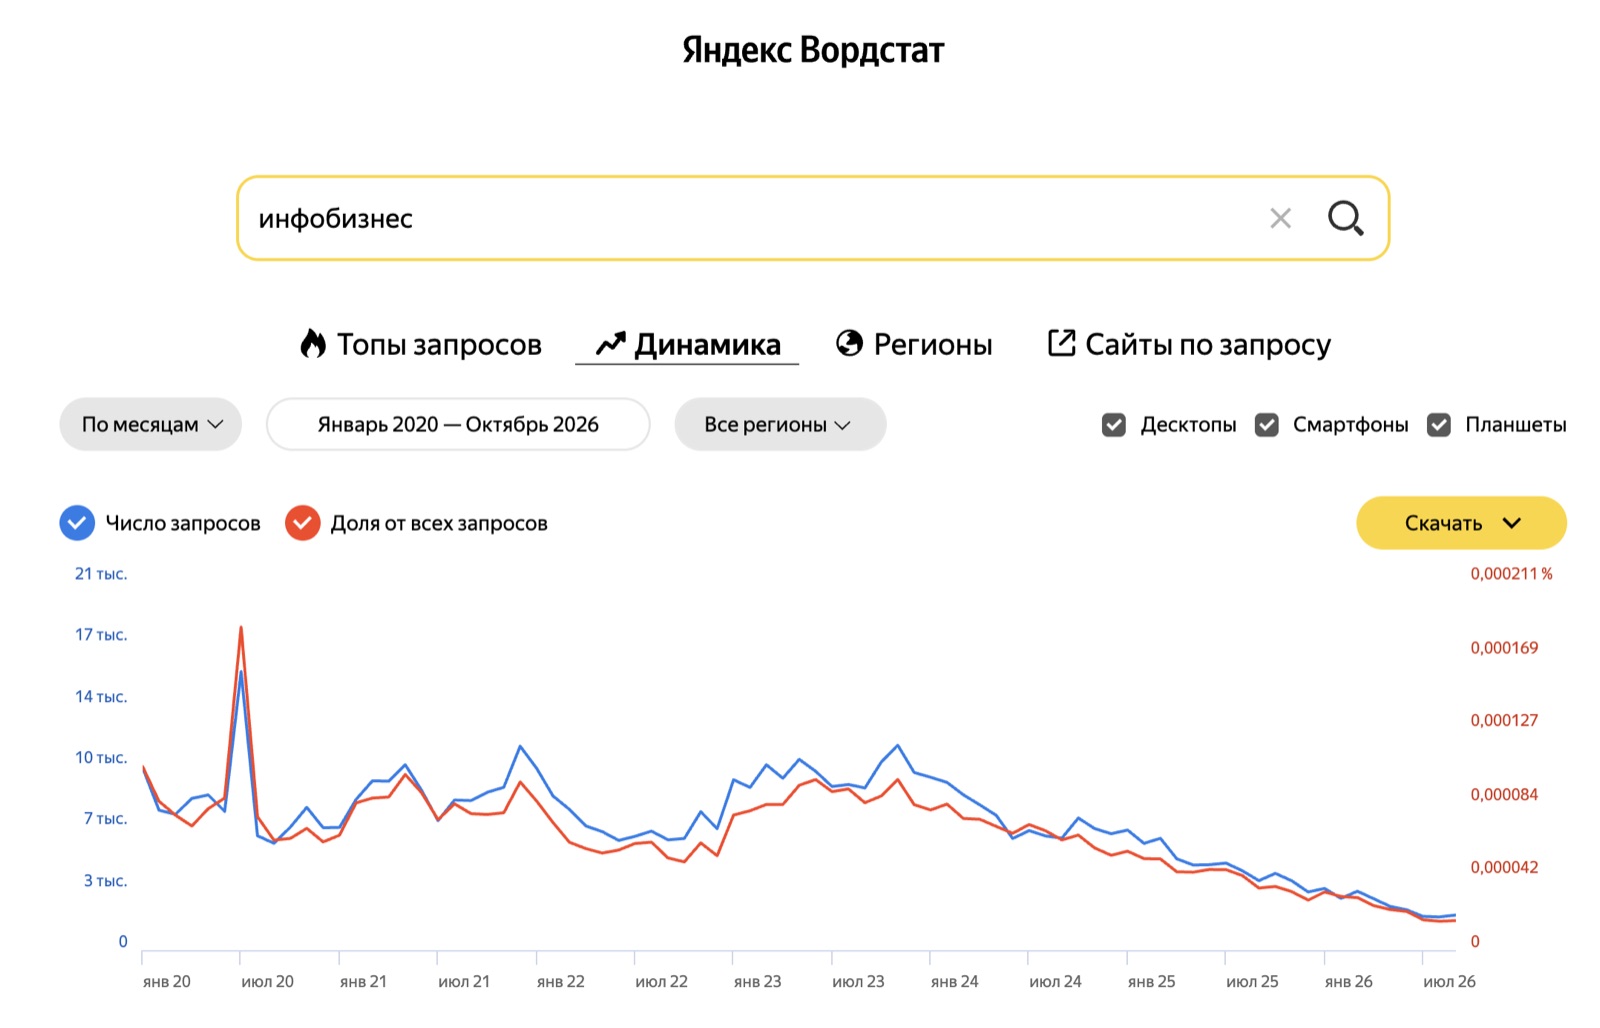 Яндекс Вордстат
инфобизнес
Топы запросов Динамика Регионы Сайты по запросу
По месяцам Январь 2020 — Октябрь 2026 Все регионы Десктопы Смартфоны Планшеты
Число запросов Доля от всех запросов Скачать
21 тыс. 0,000211 %
17 тыс. 0,000169
14 тыс. 0,000127
10 тыс. 0,000084
7 тыс. 0,000042
3 тыс.
0 0
янв 20 июл 20 янв 21 июл 21 янв 22 июл 22 янв 23 июл 23 янв 24 июл 24 янв 25 июл 25 янв 26 июл 26